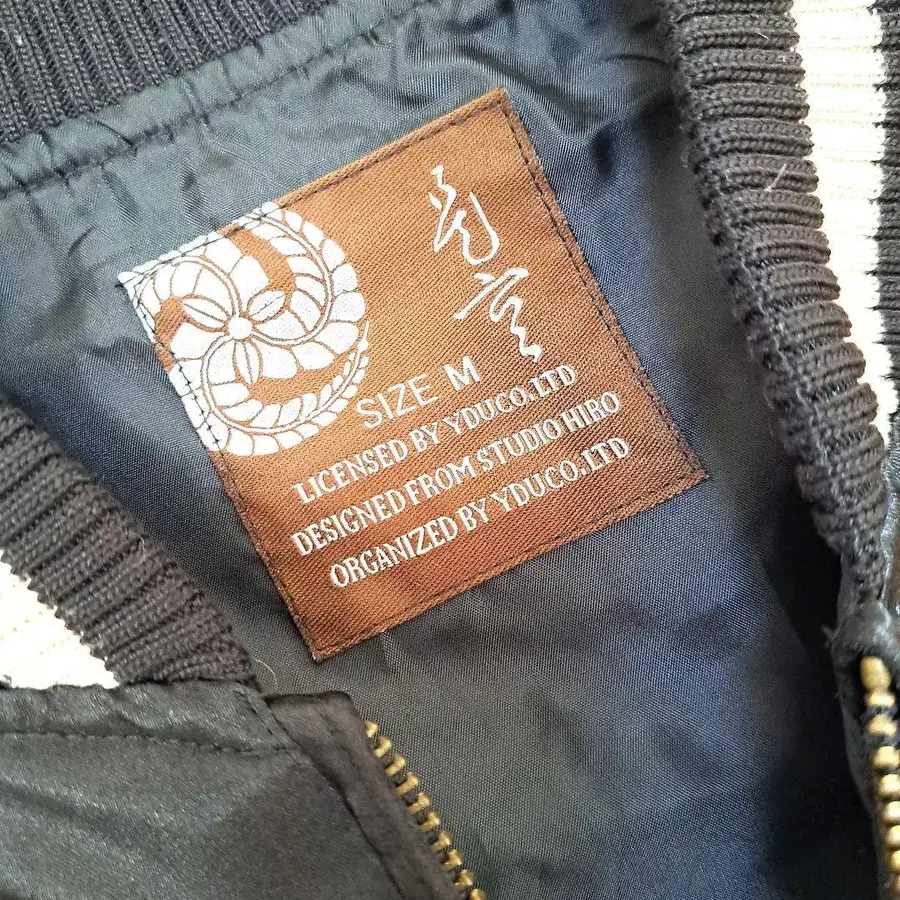 SIZE M
LICENSED BY YDUCO.LTD
DESIGNED FROM STUDIO HIRO
ORGANIZED BY YDUCO.LTD